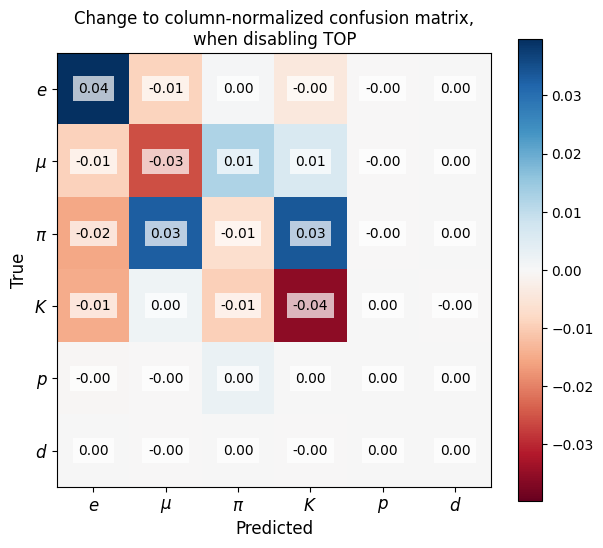 Change to column-normalized confusion matrix,
when disabling TOP
e 0.04 -0.01 0.00 -0.00 -0.00 0.00
μ -0.01 -0.03 0.01 0.01 -0.00 0.00
π -0.02 0.03 -0.01 0.03 -0.00 0.00
K -0.01 0.00 -0.01 -0.04 0.00 -0.00
p -0.00 -0.00 0.00 0.00 0.00 0.00
d 0.00 -0.00 0.00 -0.00 0.00 0.00
e μ π K p d
Predicted
True
0.03
0.02
0.01
0.00
−0.01
−0.02
−0.03